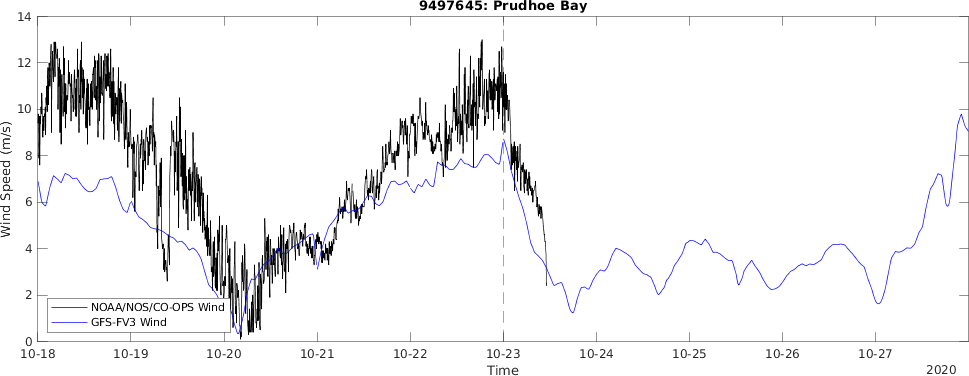 9497645: Prudhoe Bay
14
12
10
8
6
4
2
0
Wind Speed (m/s)
NOAA/NOS/CO-OPS Wind
GFS-FV3 Wind
10-18 10-19 10-20 10-21 10-22 10-23 10-24 10-25 10-26 10-27
Time
2020